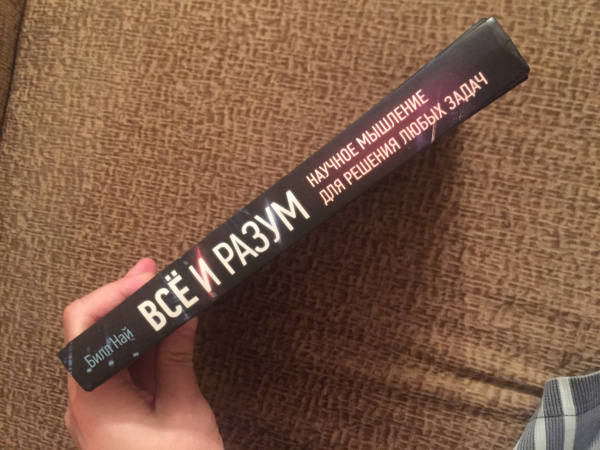 Билл Най
ВСЁ И РАЗУМ
НАУЧНОЕ МЫШЛЕНИЕ
ДЛЯ РЕШЕНИЯ ЛЮБЫХ ЗАДАЧ